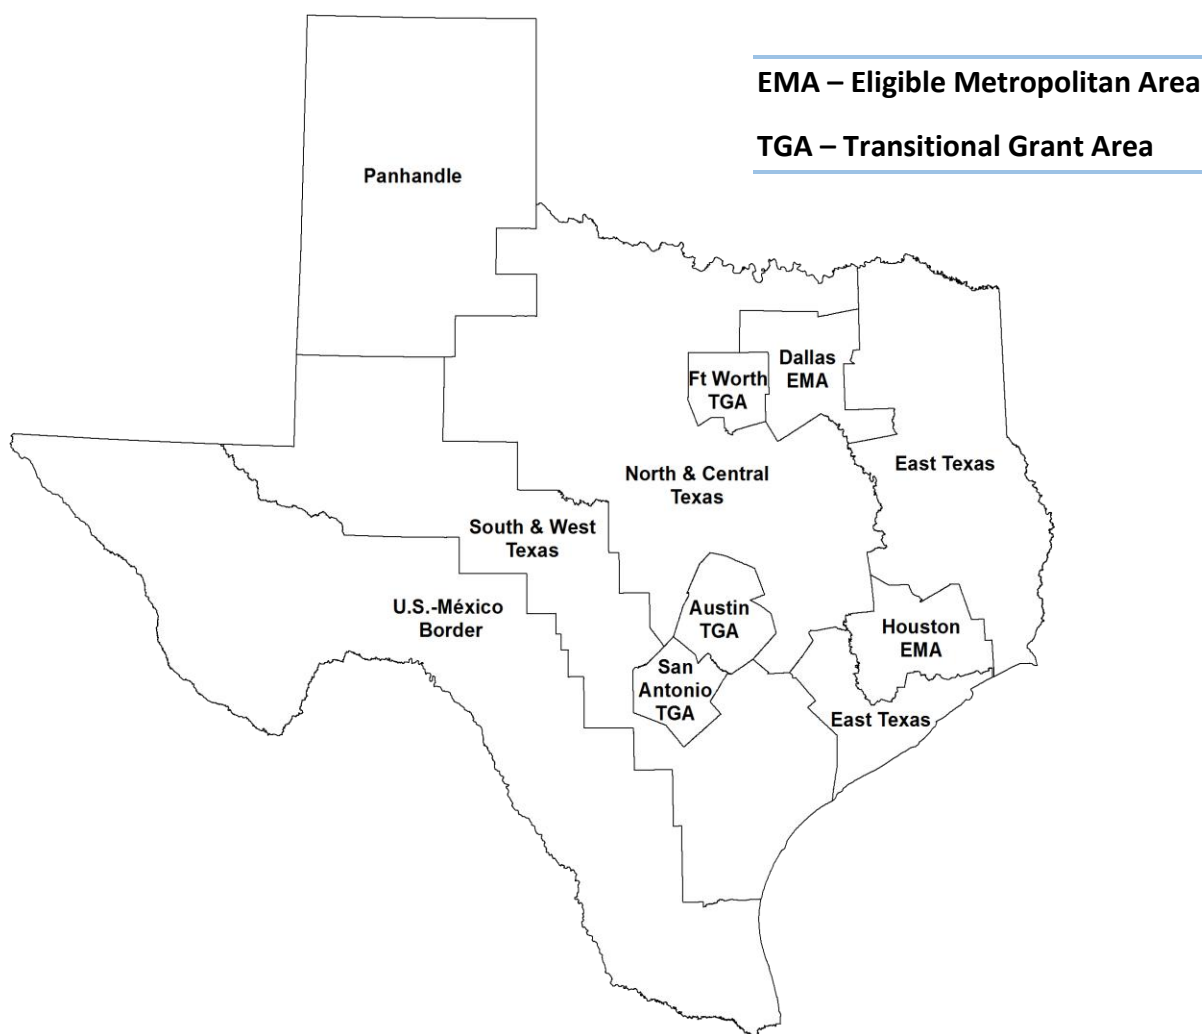 EMA – Eligible Metropolitan Area
TGA – Transitional Grant Area
Panhandle
Dallas
EMA
Ft Worth
TGA
East Texas
North & Central
Texas
South & West
Texas
U.S.-México
Border
Austin
TGA
Houston
EMA
San
Antonio
TGA
East Texas